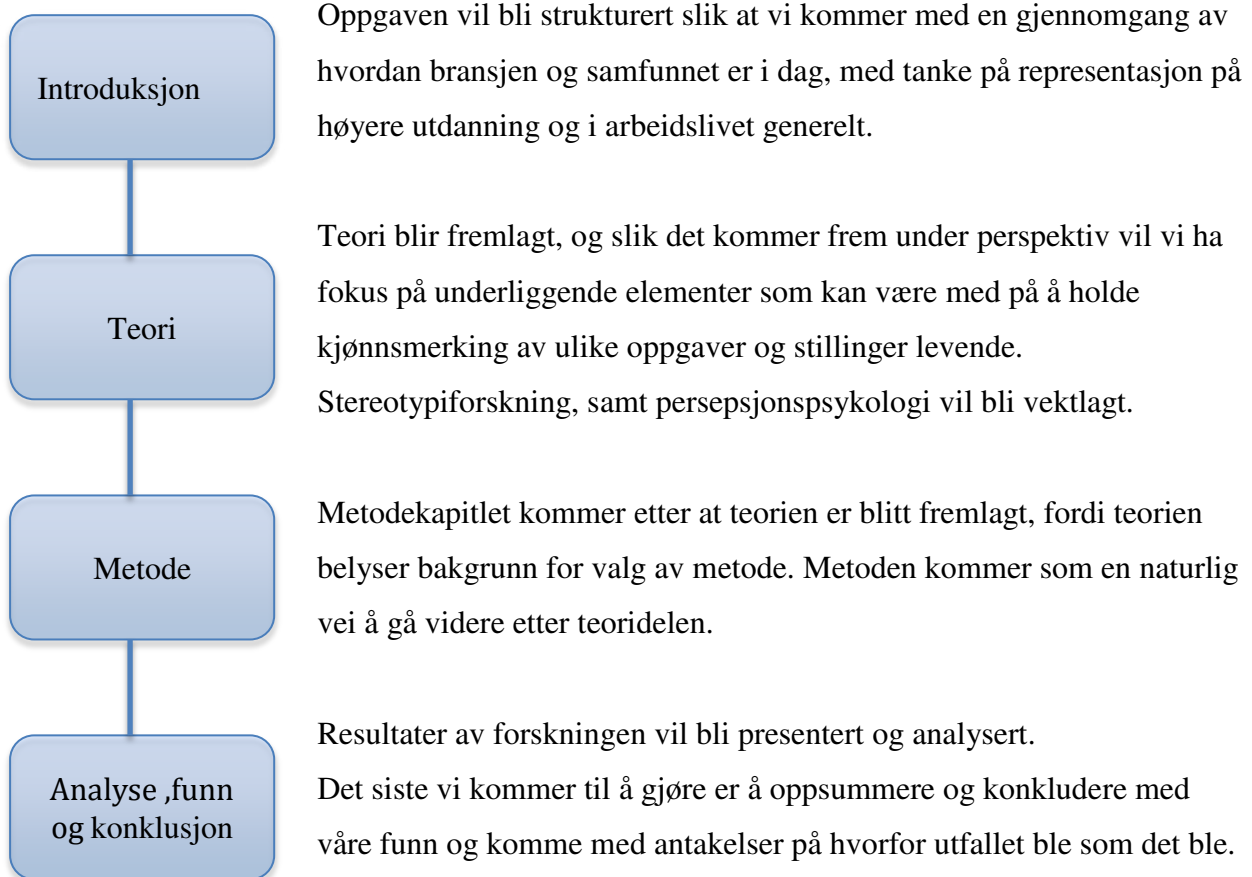 Introduksjon
Oppgaven vil bli strukturert slik at vi kommer med en gjennomgang av
hvordan bransjen og samfunnet er i dag, med tanke på representasjon på
høyere utdanning og i arbeidslivet generelt.
Teori
Teori blir fremlagt, og slik det kommer frem under perspektiv vil vi ha
fokus på underliggende elementer som kan være med på å holde
kjønnsmerking av ulike oppgaver og stillinger levende.
Stereotypiforskning, samt persepsjonspsykologi vil bli vektlagt.
Metode
Metodekapitlet kommer etter at teorien er blitt fremlagt, fordi teorien
belyser bakgrunn for valg av metode. Metoden kommer som en naturlig
vei å gå videre etter teoridelen.
Analyse ,funn
og konklusjon
Resultater av forskningen vil bli presentert og analysert.
Det siste vi kommer til å gjøre er å oppsummere og konkludere med
våre funn og komme med antakelser på hvorfor utfallet ble som det ble.